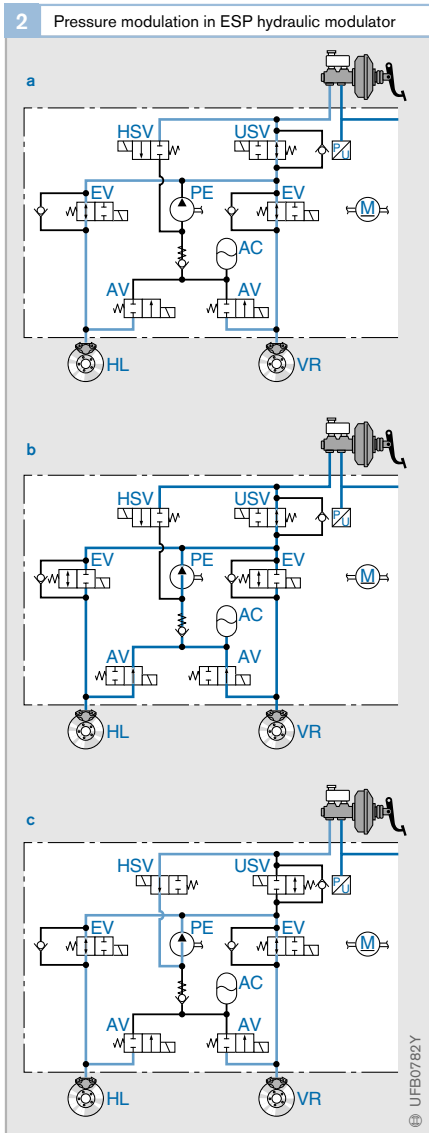 2 Pressure modulation in ESP hydraulic modulator
a
HSV USV
P U
EV PE EV M
AC
AV AV
HL VR
b
HSV USV
P U
EV PE EV M
AC
AV AV
HL VR
c
HSV USV
P U
EV PE EV M
AC
AV AV
HL VR
UFB0782Y